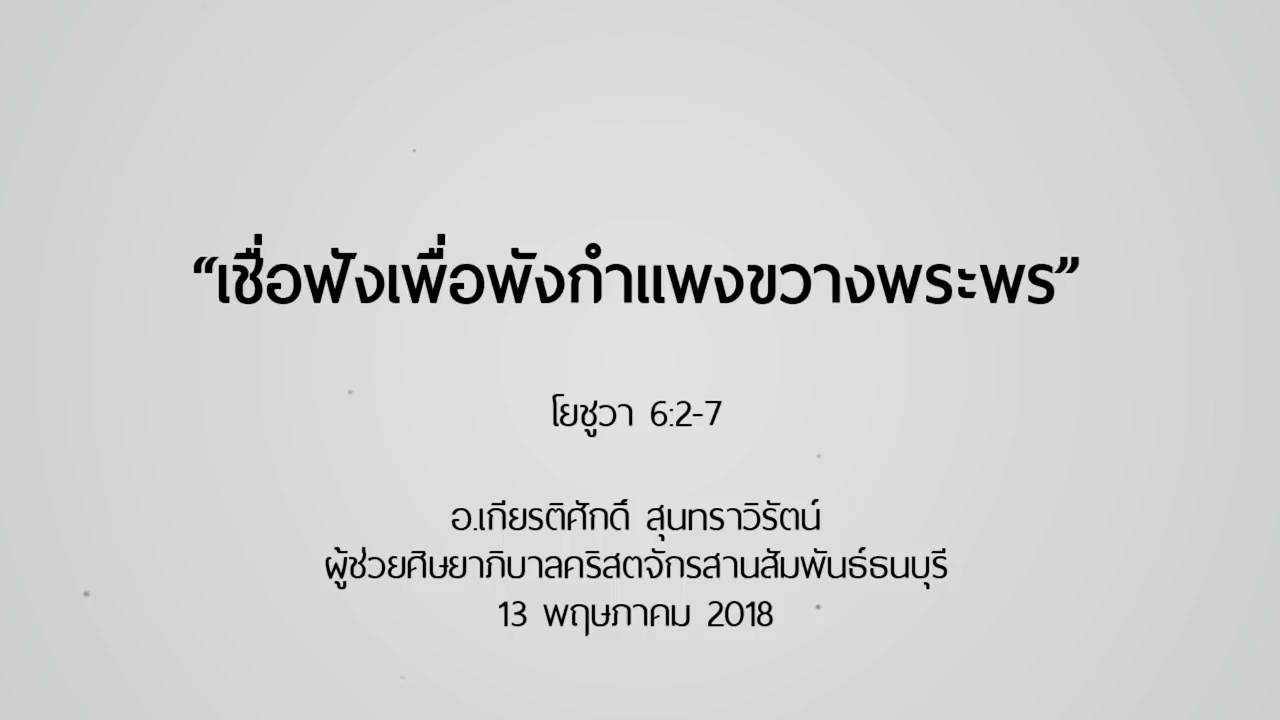 “เชื่อฟังเพื่อพังกำแพงขวางพระพร”
โยชูวา 6:2-7
อ.เกียรติศักดิ์ สุนทราวิรัตน์
ผู้ช่วยศิษยาภิบาลคริสตจักรสานสัมพันธ์ธนบุรี
13 พฤษภาคม 2018